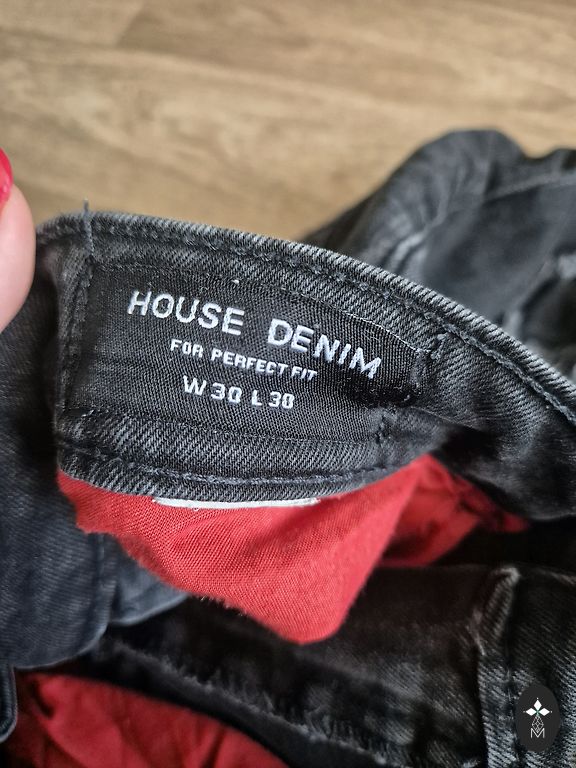 HOUSE DENIM
FOR PERFECT FIT
W 30 L 30